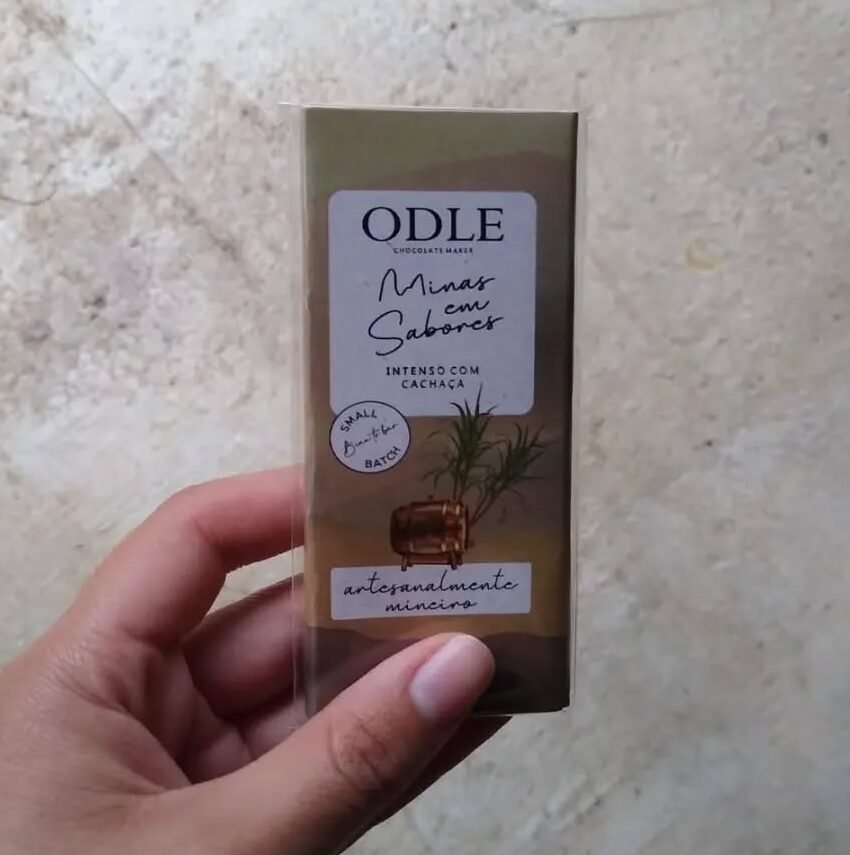 ODLE
CHOCOLATE MAKER
Minas
em
Sabores
INTENSO COM
CACHAÇA
SMALL
Bean to bar
BATCH
artesanalmente
mineiro